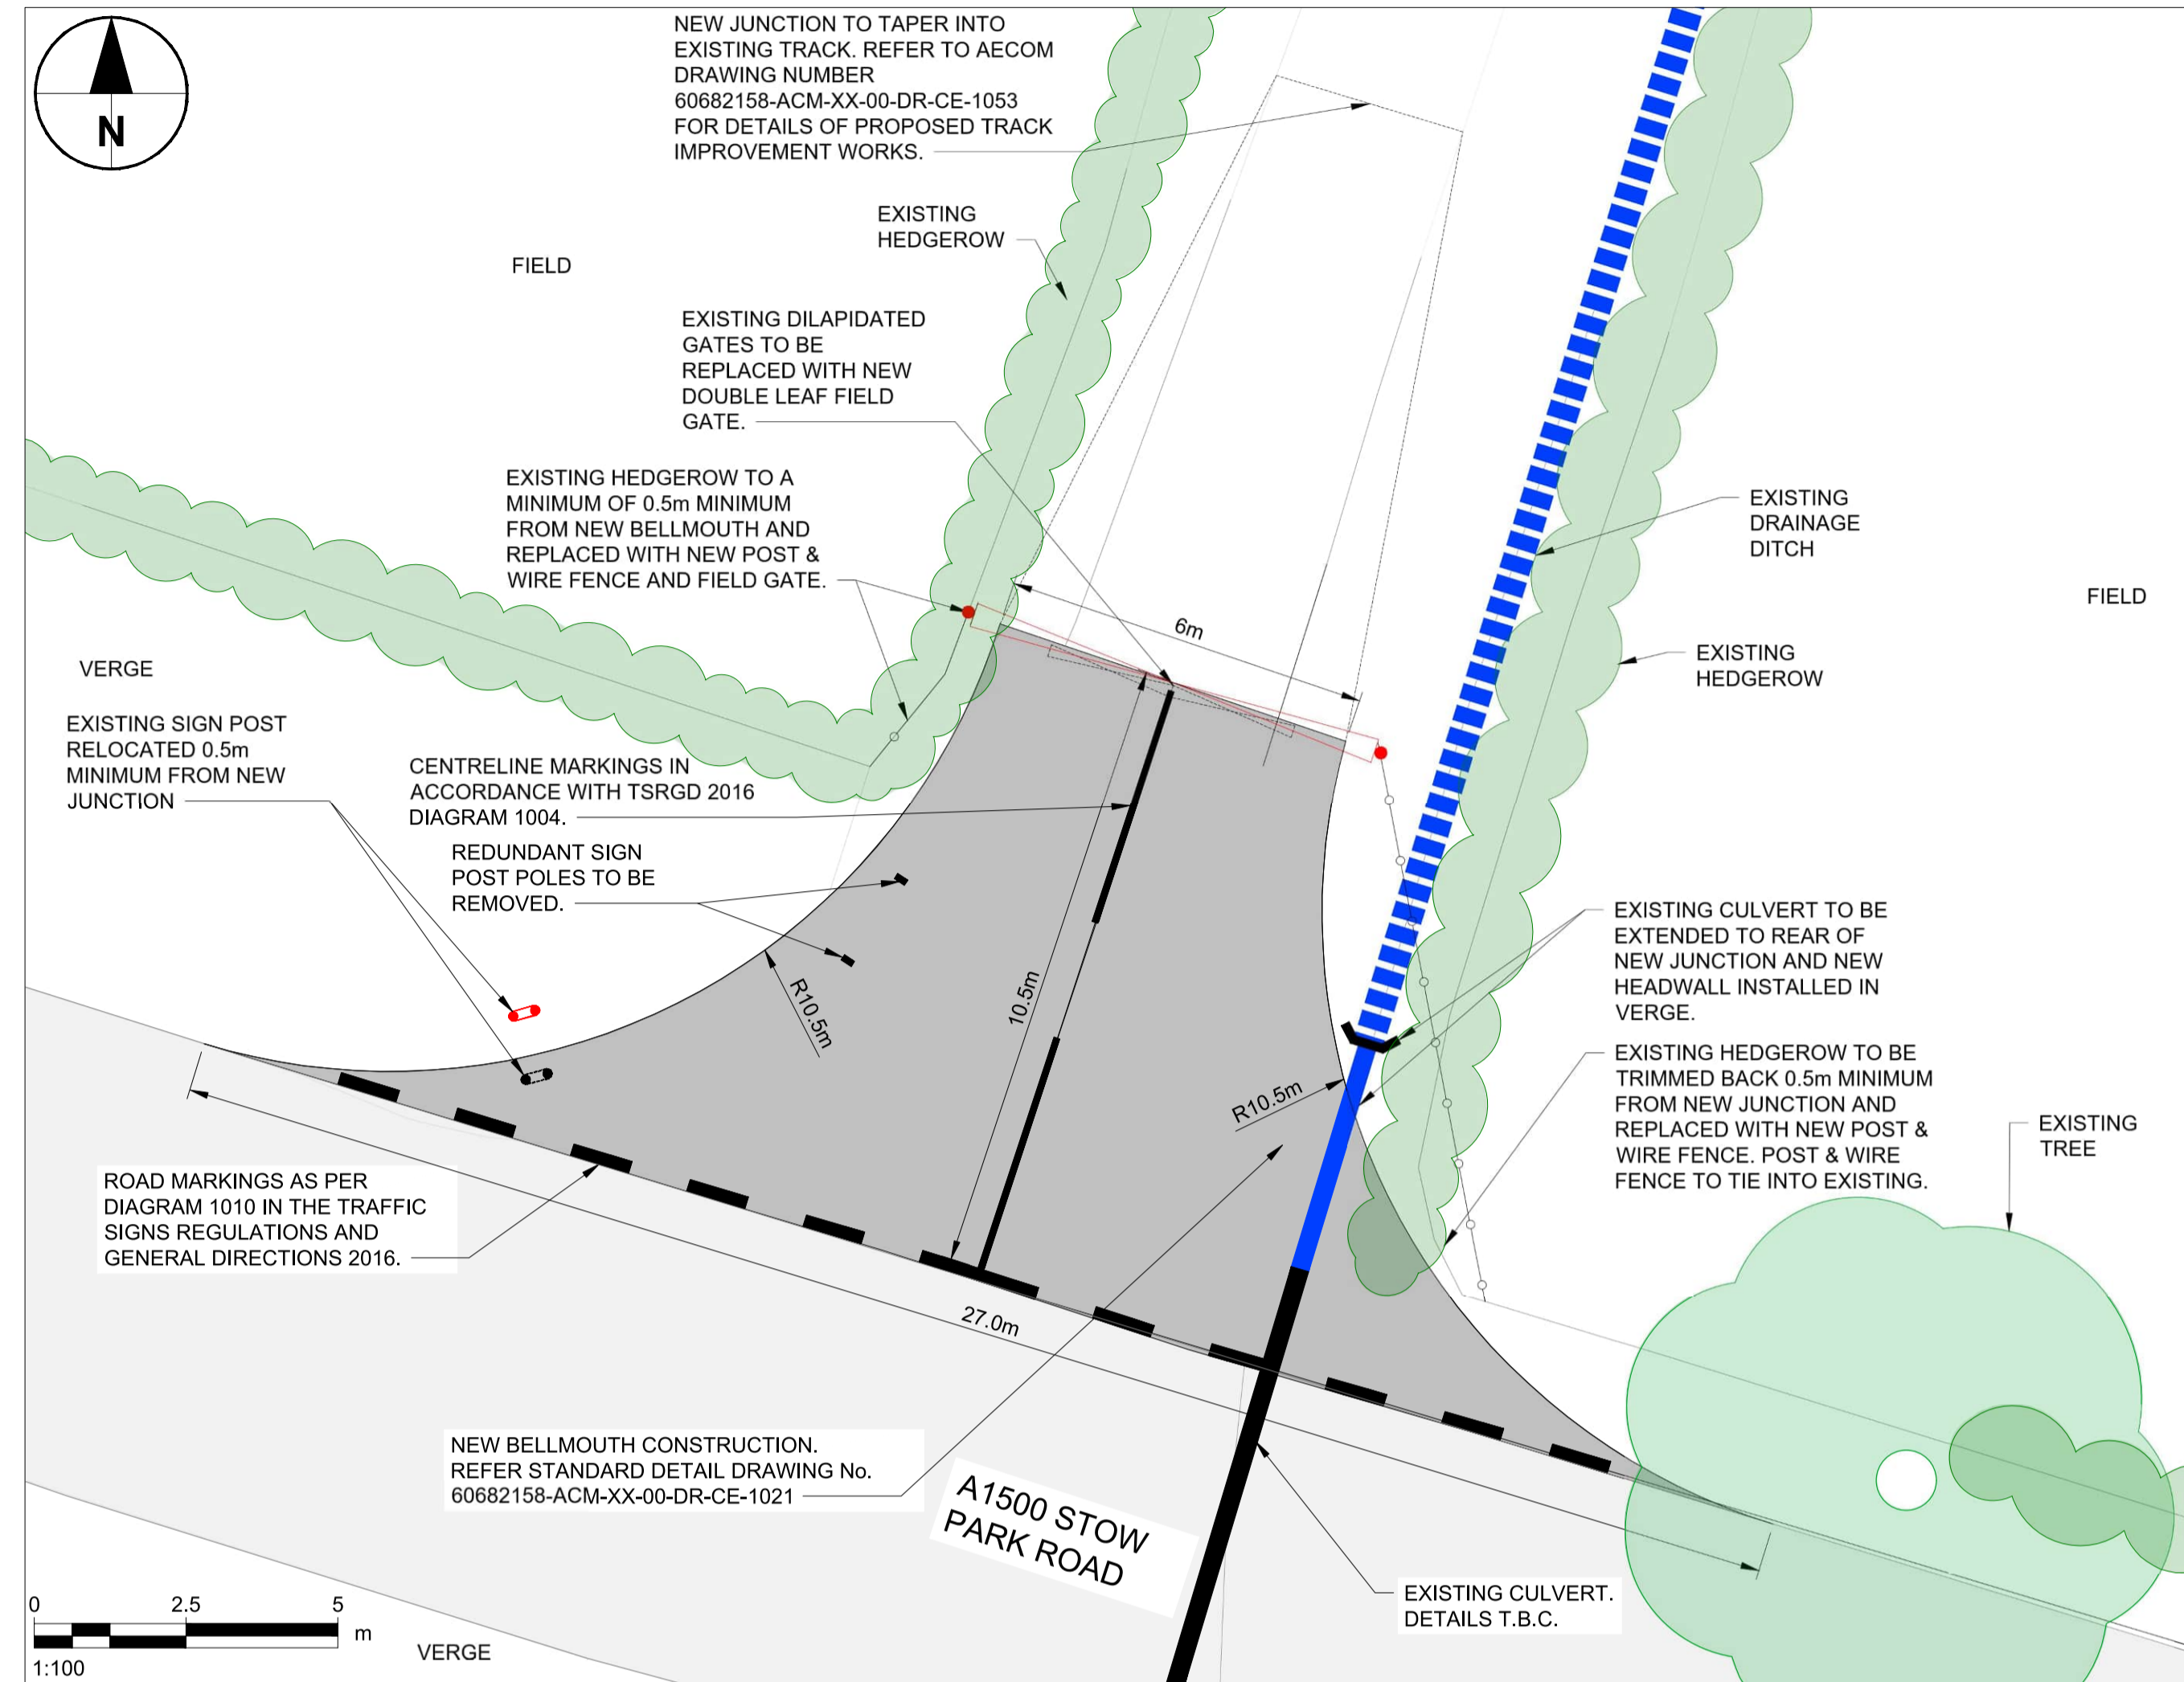 NEW JUNCTION TO TAPER INTO
EXISTING TRACK. REFER TO AECOM
DRAWING NUMBER
60682158-ACM-XX-00-DR-CE-1053
FOR DETAILS OF PROPOSED TRACK
IMPROVEMENT WORKS.
N
EXISTING
HEDGEROW
FIELD
EXISTING DILAPIDATED
GATES TO BE
REPLACED WITH NEW
DOUBLE LEAF FIELD
GATE.
EXISTING HEDGEROW TO A
MINIMUM OF 0.5m MINIMUM
FROM NEW BELLMOUTH AND
REPLACED WITH NEW POST &
WIRE FENCE AND FIELD GATE.
EXISTING
DRAINAGE
DITCH
FIELD
6m
EXISTING
HEDGEROW
VERGE
EXISTING SIGN POST
RELOCATED 0.5m
MINIMUM FROM NEW
JUNCTION
CENTRELINE MARKINGS IN
ACCORDANCE WITH TSRGD 2016
DIAGRAM 1004.
REDUNDANT SIGN
POST POLES TO BE
REMOVED.
R10.5m
10.5m
R10.5m
EXISTING CULVERT TO BE
EXTENDED TO REAR OF
NEW JUNCTION AND NEW
HEADWALL INSTALLED IN
VERGE.
EXISTING HEDGEROW TO BE
TRIMMED BACK 0.5m MINIMUM
FROM NEW JUNCTION AND
REPLACED WITH NEW POST &
WIRE FENCE. POST & WIRE
FENCE TO TIE INTO EXISTING.
EXISTING
TREE
ROAD MARKINGS AS PER
DIAGRAM 1010 IN THE TRAFFIC
SIGNS REGULATIONS AND
GENERAL DIRECTIONS 2016.
27.0m
NEW BELLMOUTH CONSTRUCTION.
REFER STANDARD DETAIL DRAWING No.
60682158-ACM-XX-00-DR-CE-1021
A1500 STOW
PARK ROAD
EXISTING CULVERT.
DETAILS T.B.C.
0 2.5 5
m
1:100
VERGE